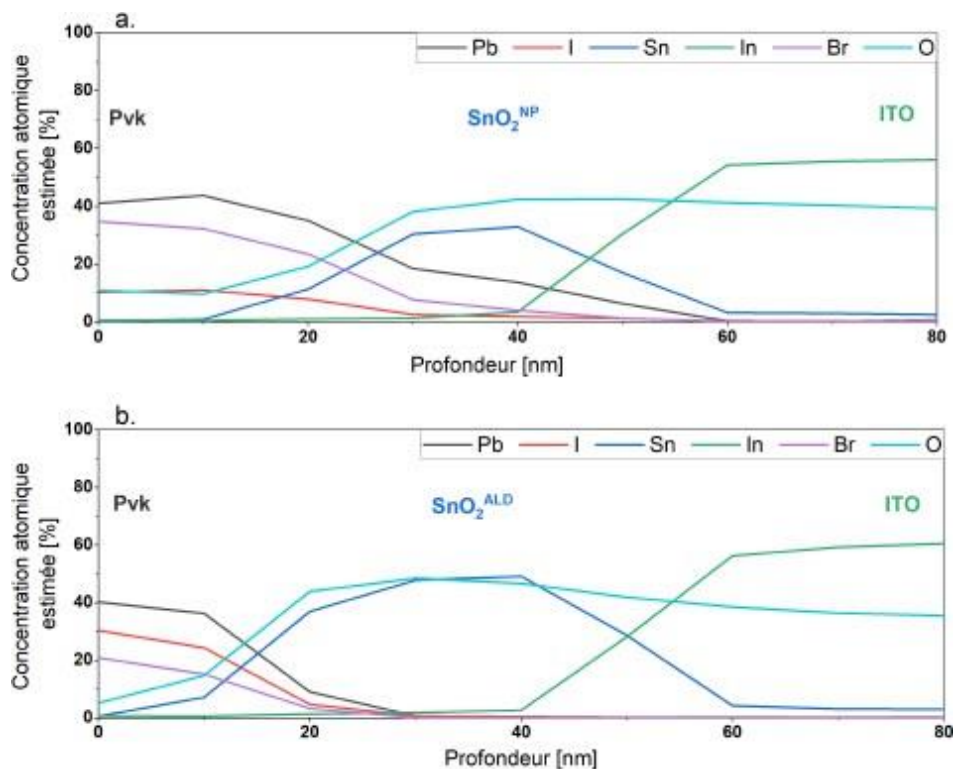 a.
Pb I Sn In Br O
100
80
60
40
20
0
Pvk
SnO₂ᴺᴾ
ITO
Concentration atomique
estimée [%]
0 20 40 60 80
Profondeur [nm]
b.
Pb I Sn In Br O
100
80
60
40
20
0
Pvk
SnO₂ᴬᴸᴰ
ITO
Concentration atomique
estimée [%]
0 20 40 60 80
Profondeur [nm]